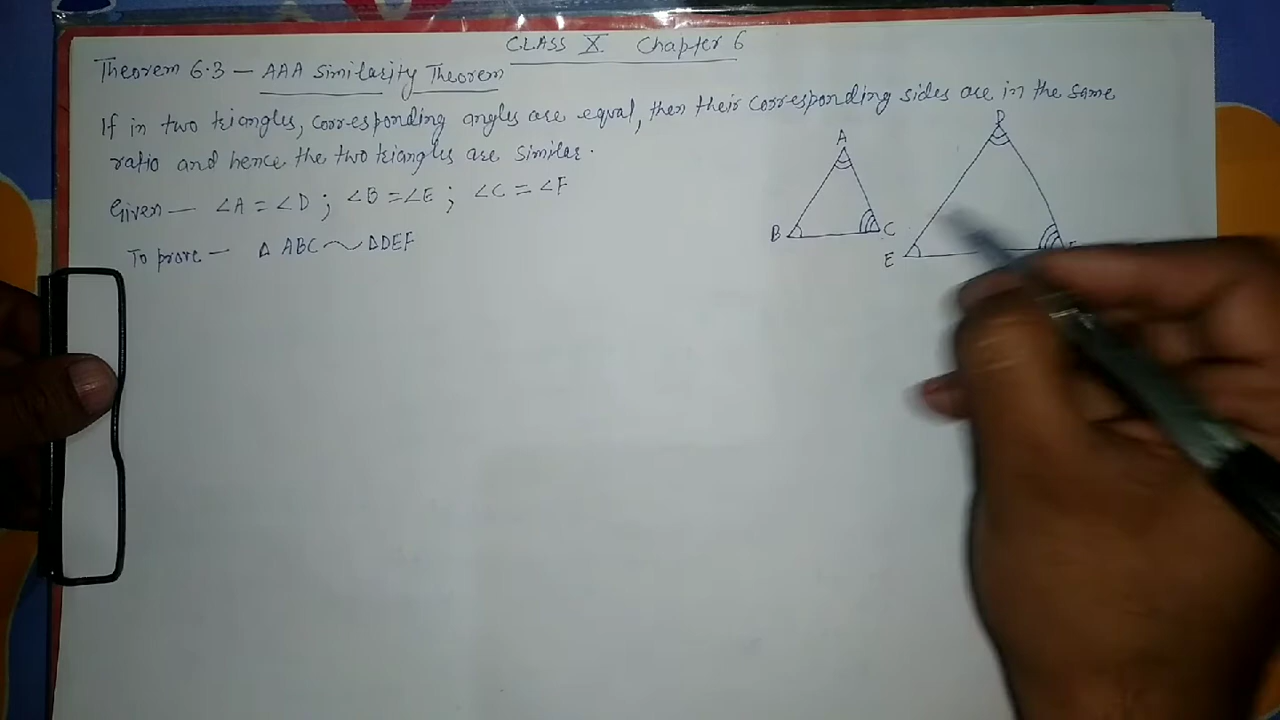 CLASS X Chapter 6
Theorem 6.3 — AAA Similarity Theorem
If in two triangles, corresponding angles are equal, then their corresponding sides are in the same
ratio and hence the two triangles are similar.
Given — ∠A = ∠D ; ∠B = ∠E ; ∠C = ∠F
To prove — Δ ABC ~ ΔDEF
A
D
B
C
E